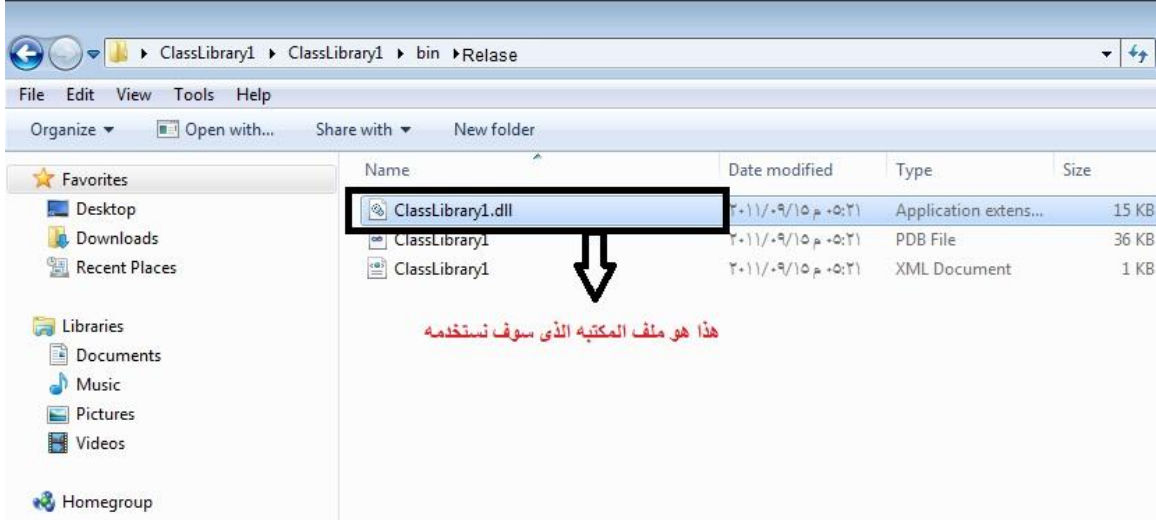 ClassLibrary1 ClassLibrary1 bin Relase
File Edit View Tools Help
Organize Open with... Share with New folder
Name Date modified Type Size
Favorites
Desktop
Downloads
Recent Places
Libraries
Documents
Music
Pictures
Videos
Homegroup
ClassLibrary1.dll ٢٠١١/٠٩/١٥ م ٠٥:٢١ Application extens... 15 KB
ClassLibrary1 ٢٠١١/٠٩/١٥ م ٠٥:٢١ PDB File 36 KB
ClassLibrary1 ٢٠١١/٠٩/١٥ م ٠٥:٢١ XML Document 1 KB
هذا هو ملف المكتبه الذى سوف نستخدمه